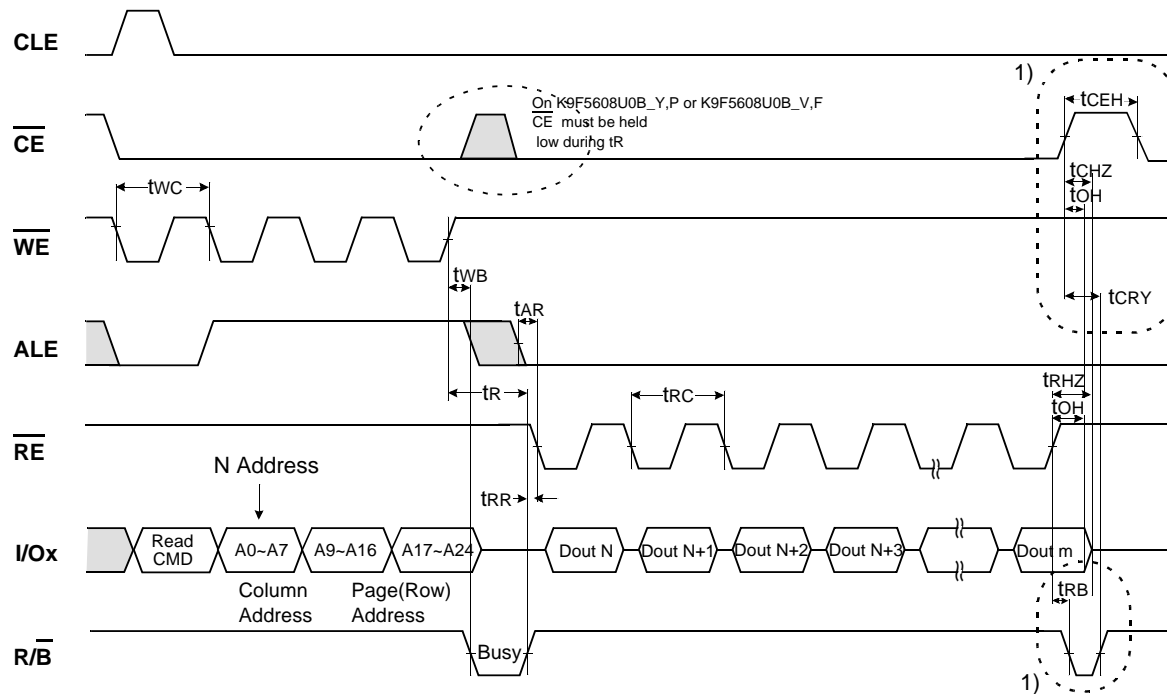 CLE
1)
tCEH
On K9F5608U0B_Y,P or K9F5608U0B_V,F
CE must be held
low during tR
CE
tCHZ
tWC
tOH
WE
tWB
tCRY
tAR
ALE
tR
tRC
tRHZ
tOH
RE
N Address
tRR
I/Ox
Read
CMD
A0~A7
A9~A16
A17~A24
Dout N
Dout N+1
Dout N+2
Dout N+3
Dout m
Column
Address
Page(Row)
Address
tRB
R/B
Busy
1)